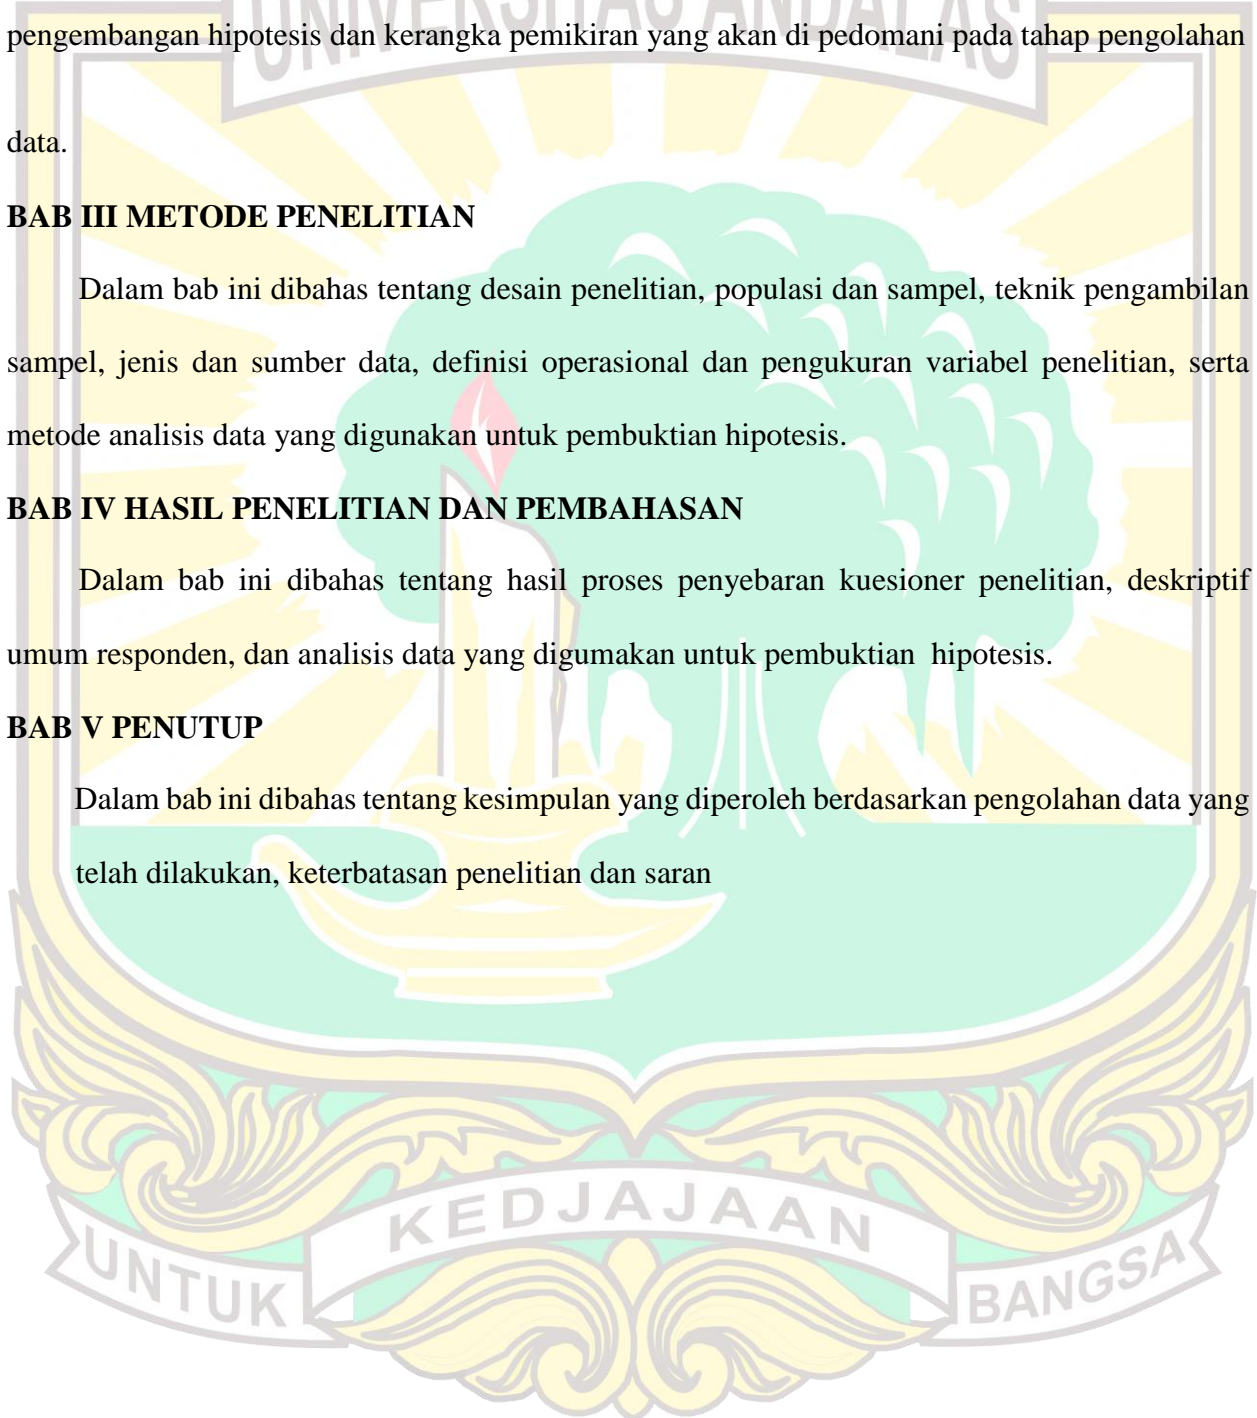 UNIVERSITAS ANDALAS
pengembangan hipotesis dan kerangka pemikiran yang akan di pedomani pada tahap pengolahan
data.
BAB III METODE PENELITIAN
Dalam bab ini dibahas tentang desain penelitian, populasi dan sampel, teknik pengambilan
sampel, jenis dan sumber data, definisi operasional dan pengukuran variabel penelitian, serta
metode analisis data yang digunakan untuk pembuktian hipotesis.
BAB IV HASIL PENELITIAN DAN PEMBAHASAN
Dalam bab ini dibahas tentang hasil proses penyebaran kuesioner penelitian, deskriptif
umum responden, dan analisis data yang digumakan untuk pembuktian hipotesis.
BAB V PENUTUP
Dalam bab ini dibahas tentang kesimpulan yang diperoleh berdasarkan pengolahan data yang
telah dilakukan, keterbatasan penelitian dan saran
UNTUK KEDJAJAAN BANGSA